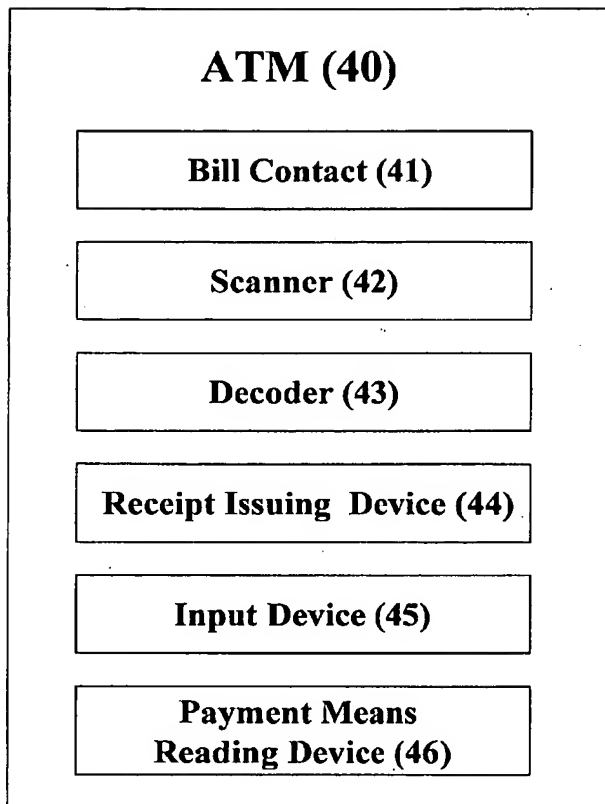 ATM (40)
Bill Contact (41)
Scanner (42)
Decoder (43)
Receipt Issuing Device (44)
Input Device (45)
Payment Means
Reading Device (46)